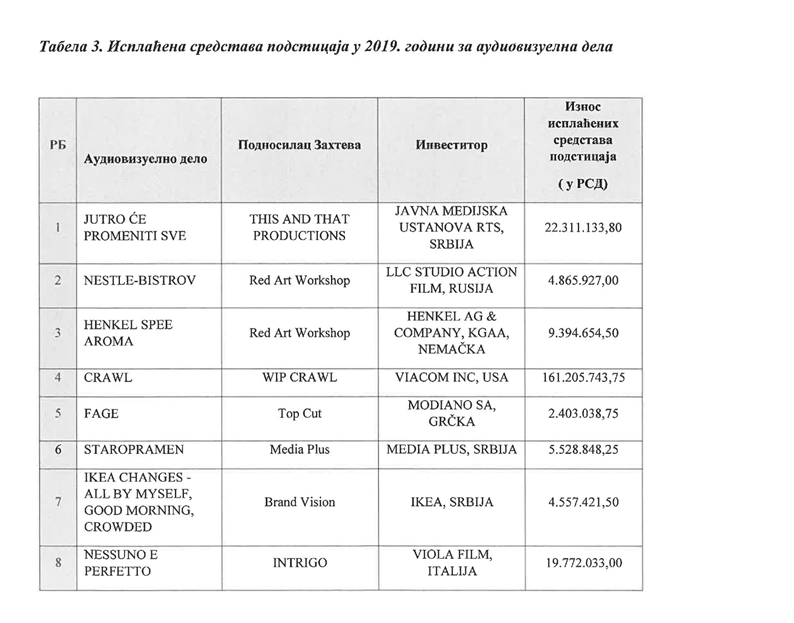 Табела 3. Исплаћена средстава подстицаја у 2019. години за аудиовизуелна дела
РБ
Аудиовизуелно дело
Подносилац Захтева
Инвеститор
Износ
исплаћених
средстава
подстицаја
( у РСД)
1
JUTRO ĆE
PROMENITI SVE
THIS AND THAT
PRODUCTIONS
JAVNA MEDIJSKA
USTANOVA RTS,
SRBIJA
22.311.133,80
2
NESTLE-BISTROV
Red Art Workshop
LLC STUDIO ACTION
FILM, RUSIJA
4.865.927,00
3
HENKEL SPEE
AROMA
Red Art Workshop
HENKEL AG &
COMPANY, KGAA,
NEMAČKA
9.394.654,50
4
CRAWL
WIP CRAWL
VIACOM INC, USA
161.205.743,75
5
FAGE
Top Cut
MODIANO SA,
GRČKA
2.403.038,75
6
STAROPRAMEN
Media Plus
MEDIA PLUS, SRBIJA
5.528.848,25
7
IKEA CHANGES -
ALL BY MYSELF,
GOOD MORNING,
CROWDED
Brand Vision
IKEA, SRBIJA
4.557.421,50
8
NESSUNO E
PERFETTO
INTRIGO
VIOLA FILM,
ITALIJA
19.772.033,00